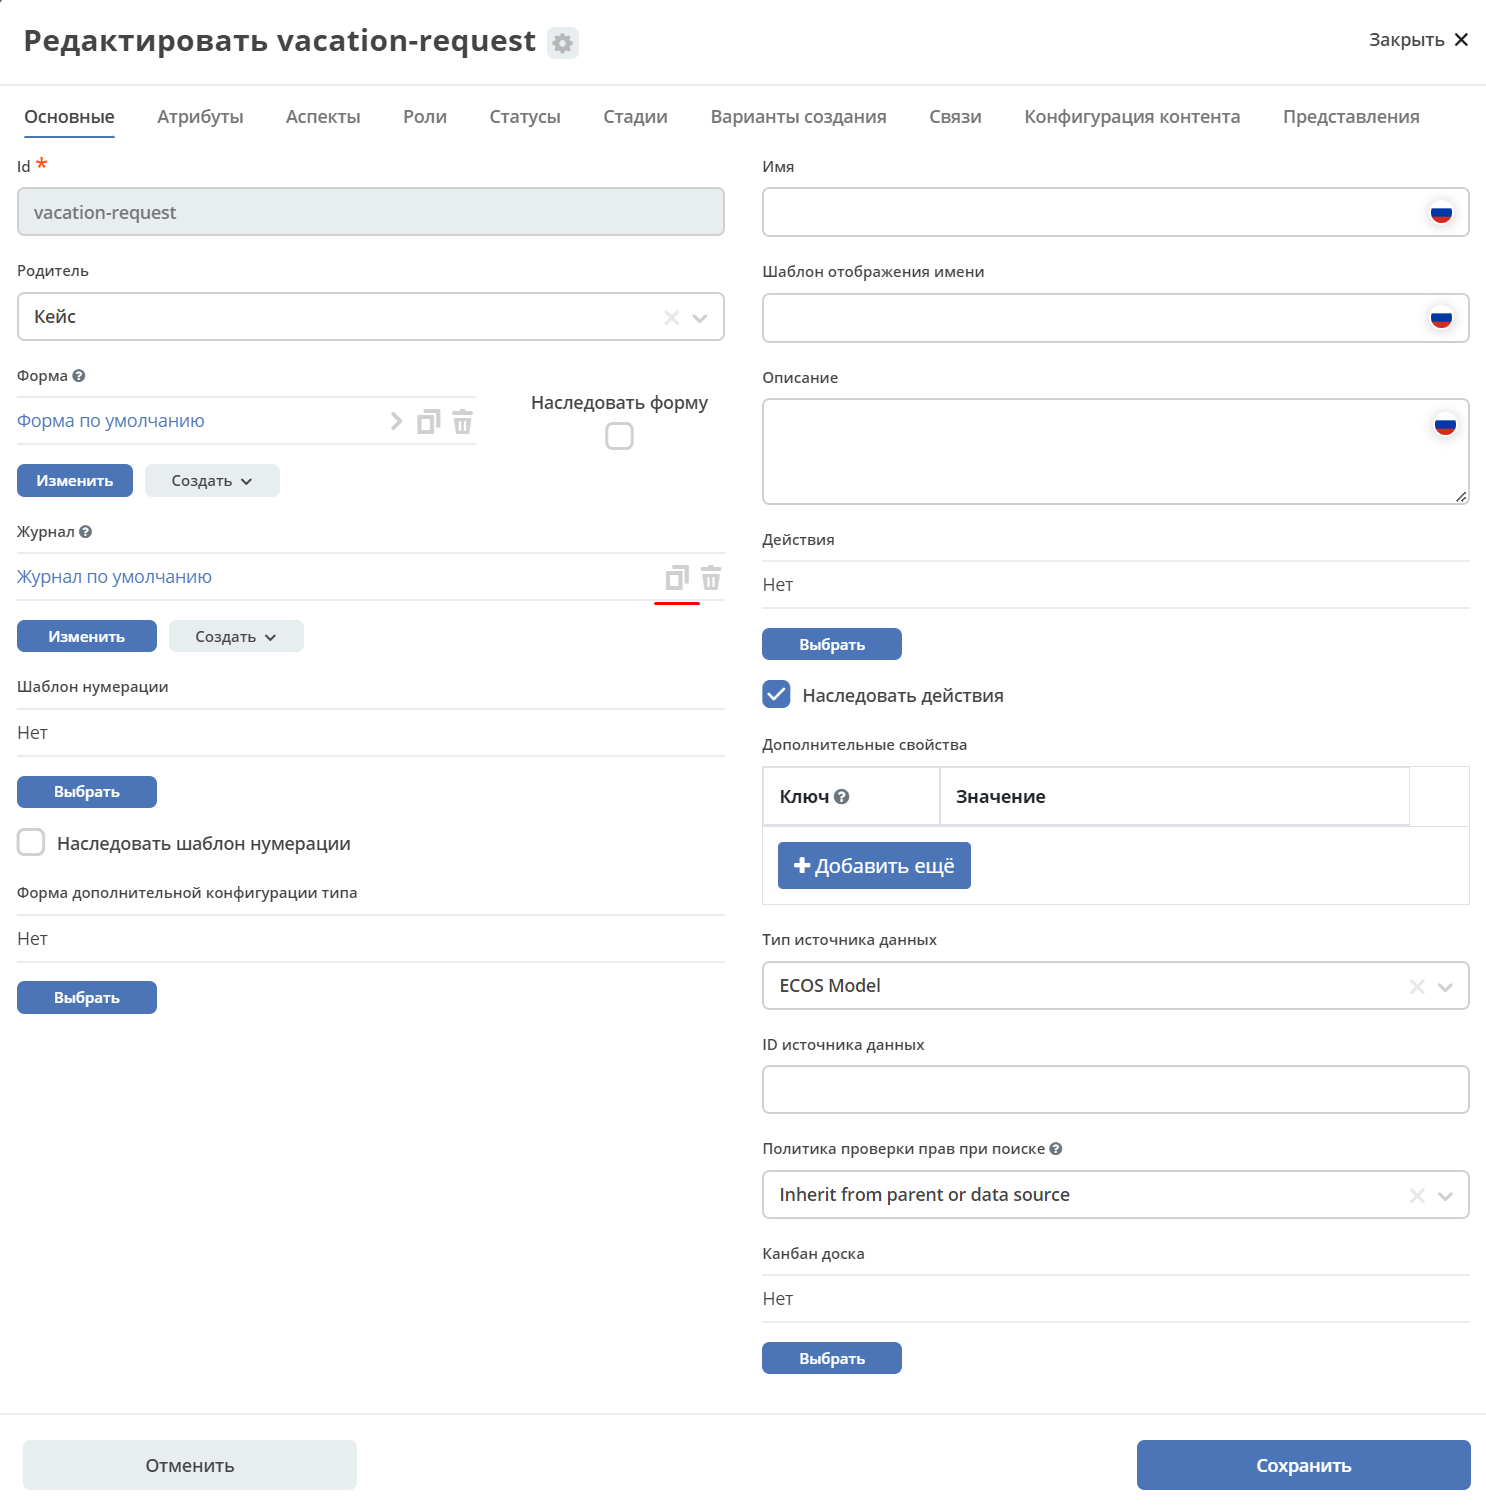 Редактировать vacation-request
Закрыть
Основные Атрибуты Аспекты Роли Статусы Стадии Варианты создания Связи Конфигурация контента Представления
Id *
vacation-request
Родитель
Кейс
Форма
Форма по умолчанию
Наследовать форму
Изменить
Создать
Журнал
Журнал по умолчанию
Изменить
Создать
Шаблон нумерации
Нет
Выбрать
Наследовать шаблон нумерации
Форма дополнительной конфигурации типа
Нет
Выбрать
Имя
Шаблон отображения имени
Описание
Действия
Нет
Выбрать
Наследовать действия
Дополнительные свойства
Ключ
Значение
Добавить ещё
Тип источника данных
ECOS Model
ID источника данных
Политика проверки прав при поиске
Inherit from parent or data source
Канбан доска
Нет
Выбрать
Отменить
Сохранить